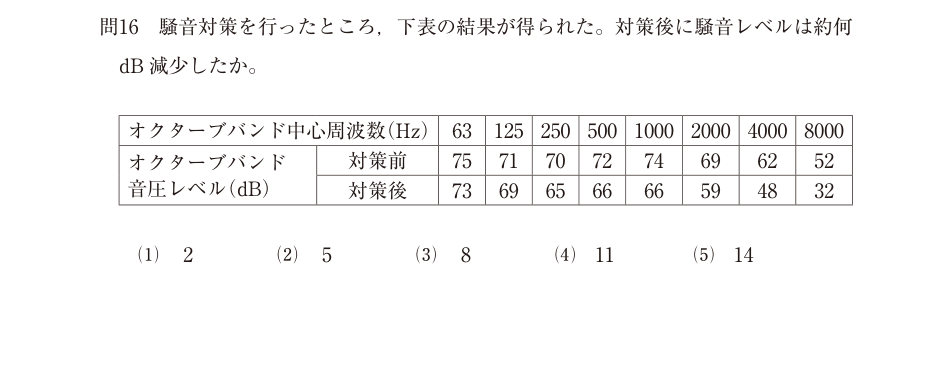 問16　騒音対策を行ったところ，下表の結果が得られた。対策後に騒音レベルは約何
dB 減少したか。
オクターブバンド中心周波数(Hz) 63 125 250 500 1000 2000 4000 8000
オクターブバンド 対策前 75 71 70 72 74 69 62 52
音圧レベル(dB) 対策後 73 69 65 66 66 59 48 32
(1) 2 (2) 5 (3) 8 (4) 11 (5) 14